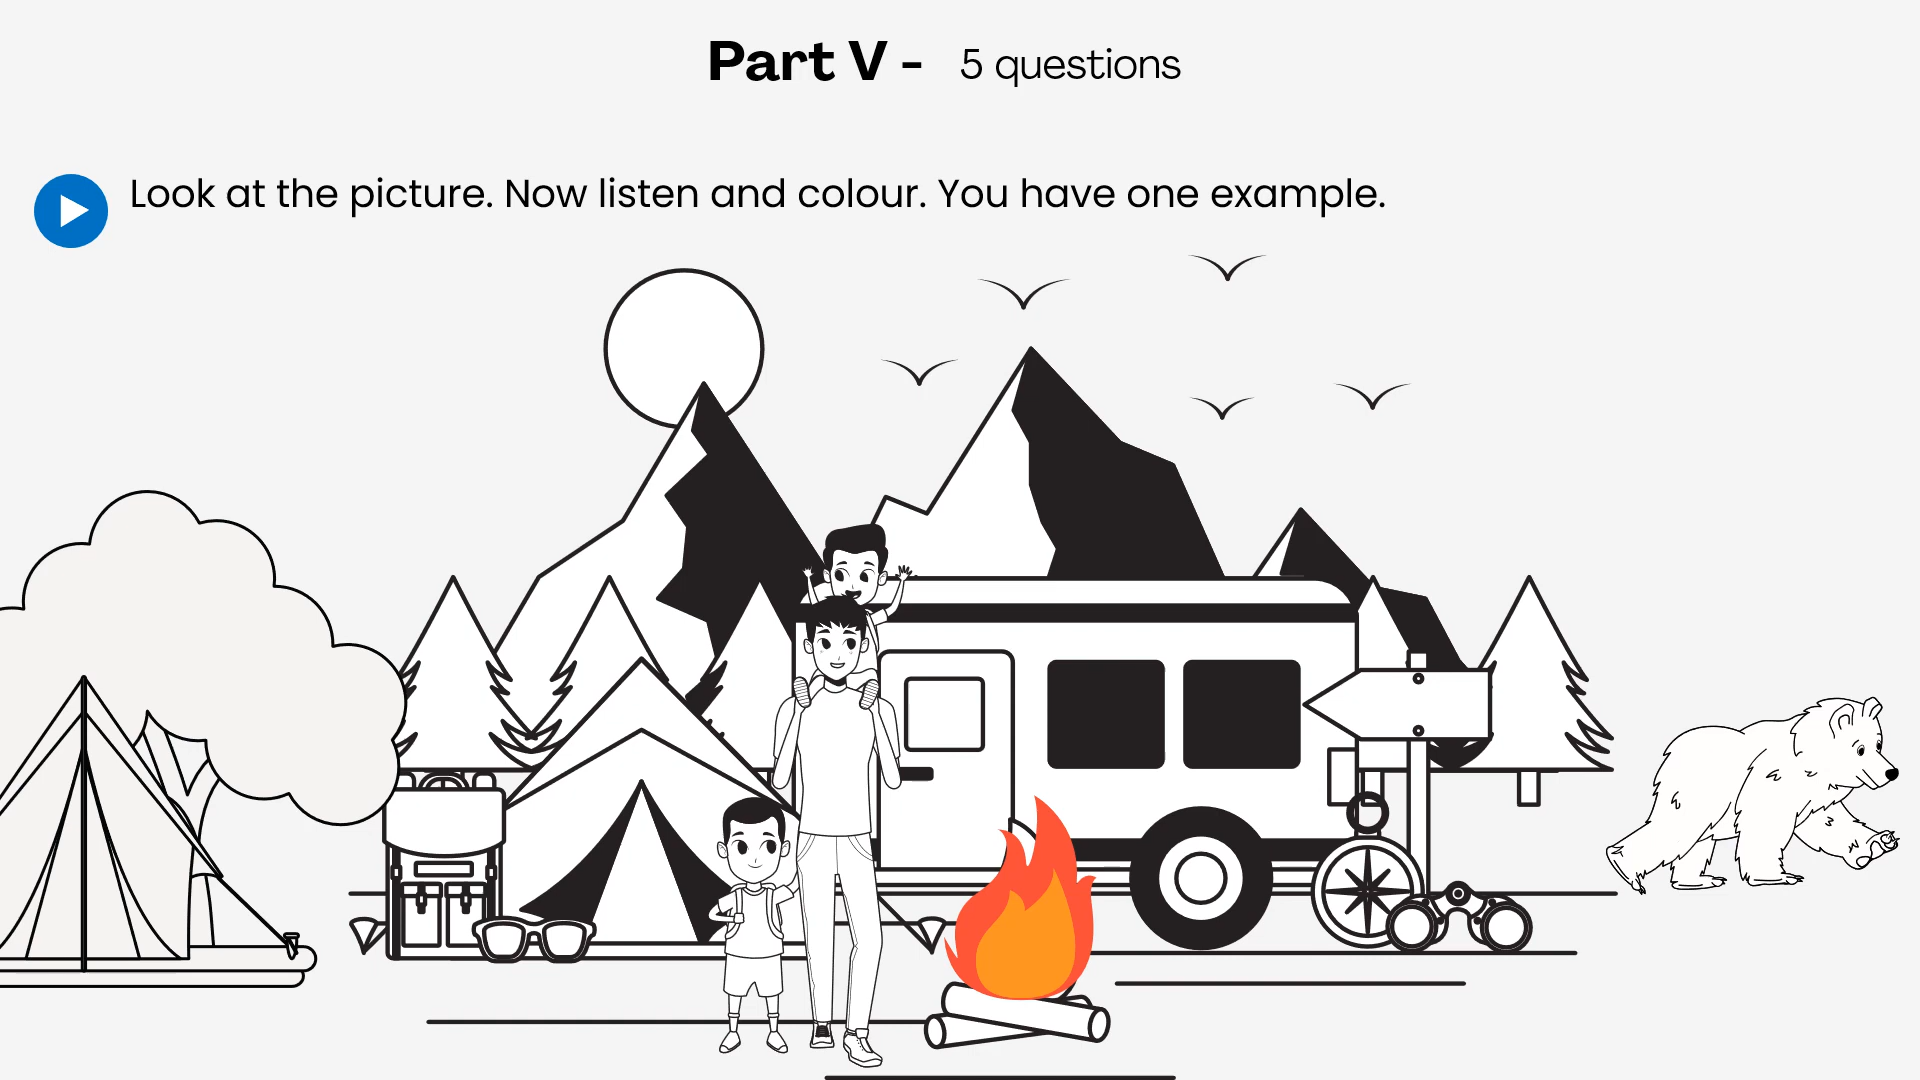 Part V - 5 questions
Look at the picture. Now listen and colour. You have one example.